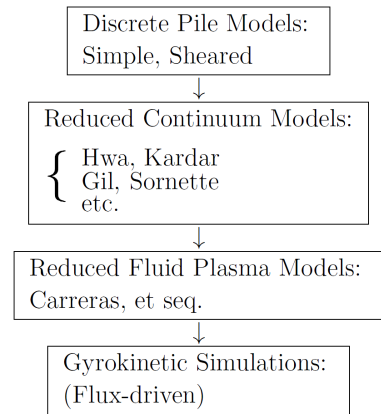 Discrete Pile Models:
Simple, Sheared
Reduced Continuum Models:
Hwa, Kardar
Gil, Sornette
etc.
Reduced Fluid Plasma Models:
Carreras, et seq.
Gyrokinetic Simulations:
(Flux-driven)